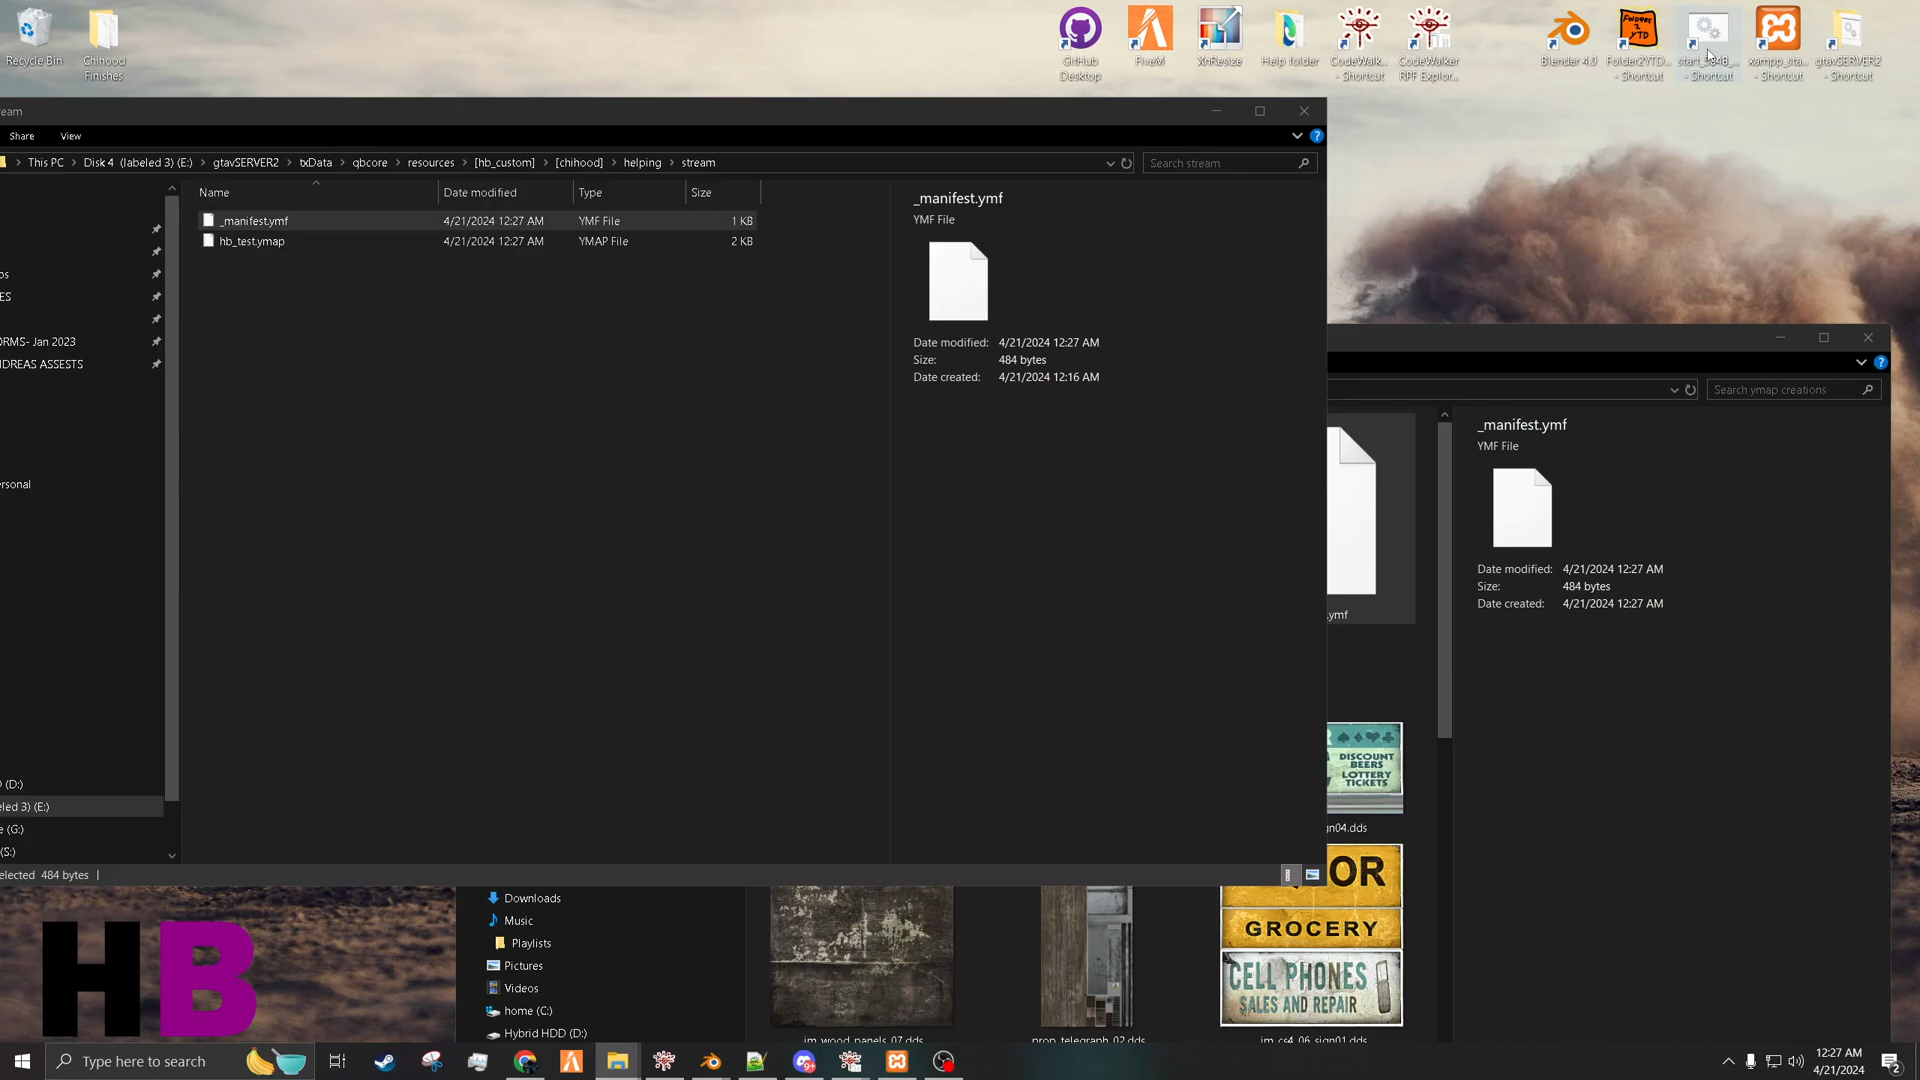 Recycle Bin
Chihood
Finishes
GitHub
Desktop
FiveM
XnResize
Help folder
CodeWalk...
- Shortcut
CodeWalker
RPF Explor...
Blender 4.0
Folder2YTD...
- Shortcut
- Shortcut
xampp_sta...
- Shortcut
gtavSERVER2
- Shortcut
eam
Share
View
This PC
Disk 4 (labeled 3) (E:)
gtavSERVER2
txData
qbcore
resources
[hb_custom]
[chihood]
helping
stream
Search stream
Name
Date modified
Type
Size
_manifest.ymf
4/21/2024 12:27 AM
YMF File
1 KB
hb_test.ymap
4/21/2024 12:27 AM
YMAP File
2 KB
_manifest.ymf
YMF File
Date modified: 4/21/2024 12:27 AM
Size: 484 bytes
Date created: 4/21/2024 12:16 AM
os
ES
ORMS- Jan 2023
NDREAS ASSESTS
ersonal
(D:)
eled 3) (E:)
e (G:)
(S:)
elected 484 bytes
Search ymap creations
_manifest.ymf
YMF File
Date modified: 4/21/2024 12:27 AM
Size: 586 bytes
Date created: 4/21/2024 12:27 AM
.ymf
DISCOUNT
BEERS
LOTTERY
TICKETS
gn04.dds
OR
GROCERY
CELL PHONES
SALES AND REPAIR
Downloads
Music
Playlists
Pictures
Videos
home (C:)
Hybrid HDD (D:)
HB
Type here to search
12:27 AM
4/21/2024
2